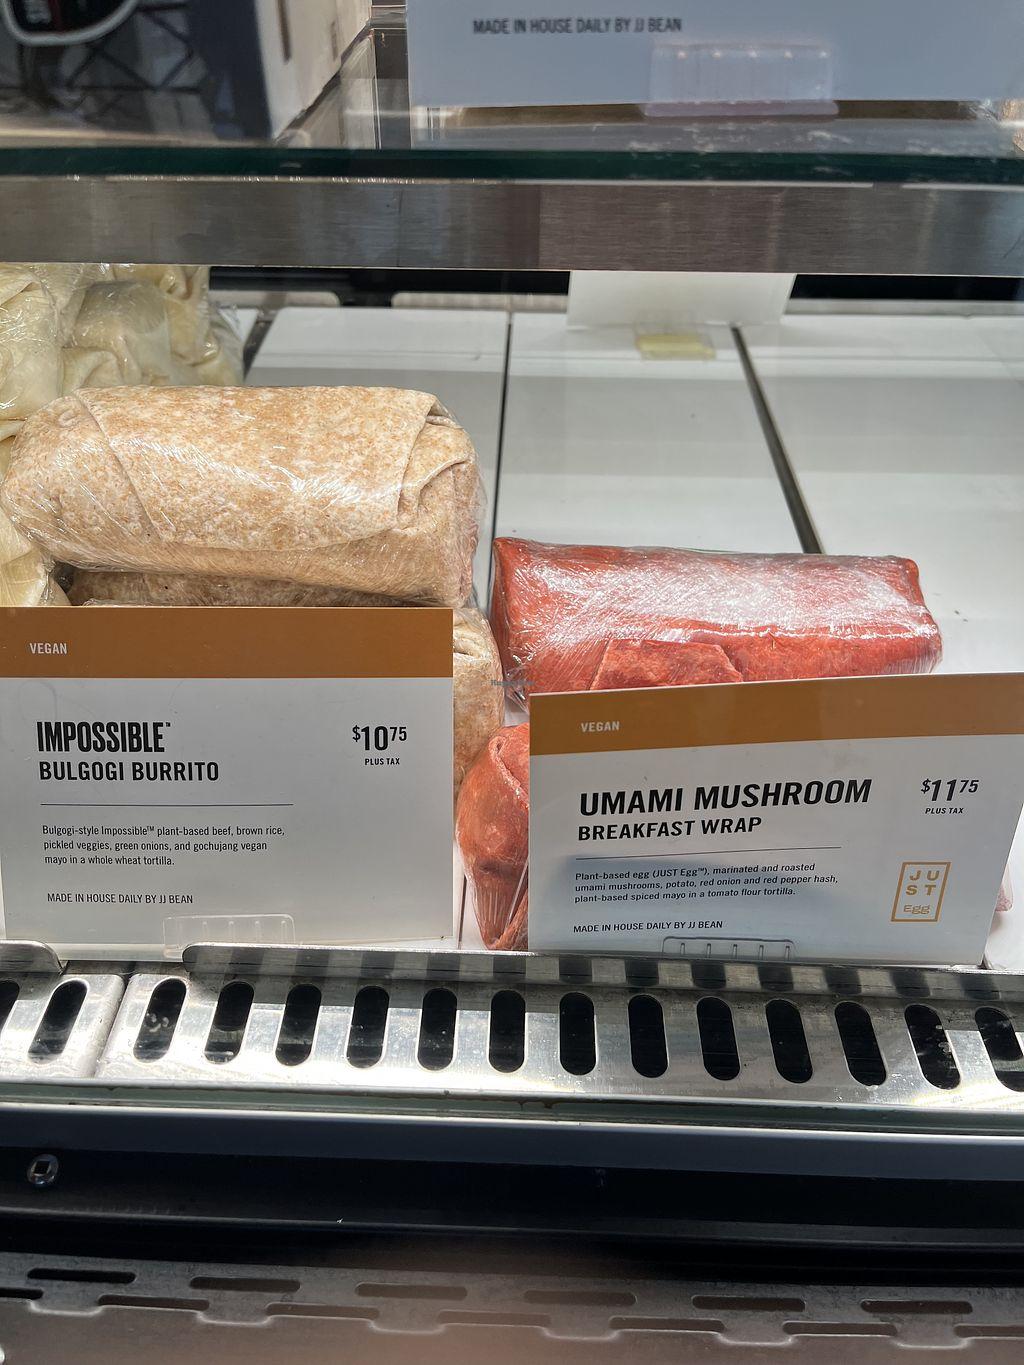 MADE IN HOUSE DAILY BY JJ BEAN
VEGAN
IMPOSSIBLE™
BULGOGI BURRITO
$10.75
PLUS TAX
Bulgogi-style Impossible™ plant-based beef, brown rice,
pickled veggies, green onions, and gochujang vegan
mayo in a whole wheat tortilla.
MADE IN HOUSE DAILY BY JJ BEAN
VEGAN
UMAMI MUSHROOM
BREAKFAST WRAP
$11.75
PLUS TAX
Plant-based egg (JUST Egg™), marinated and roasted
umami mushrooms, potato, red onion and red pepper hash,
plant-based spiced mayo in a tomato flour tortilla.
JU
ST
Egg
MADE IN HOUSE DAILY BY JJ BEAN